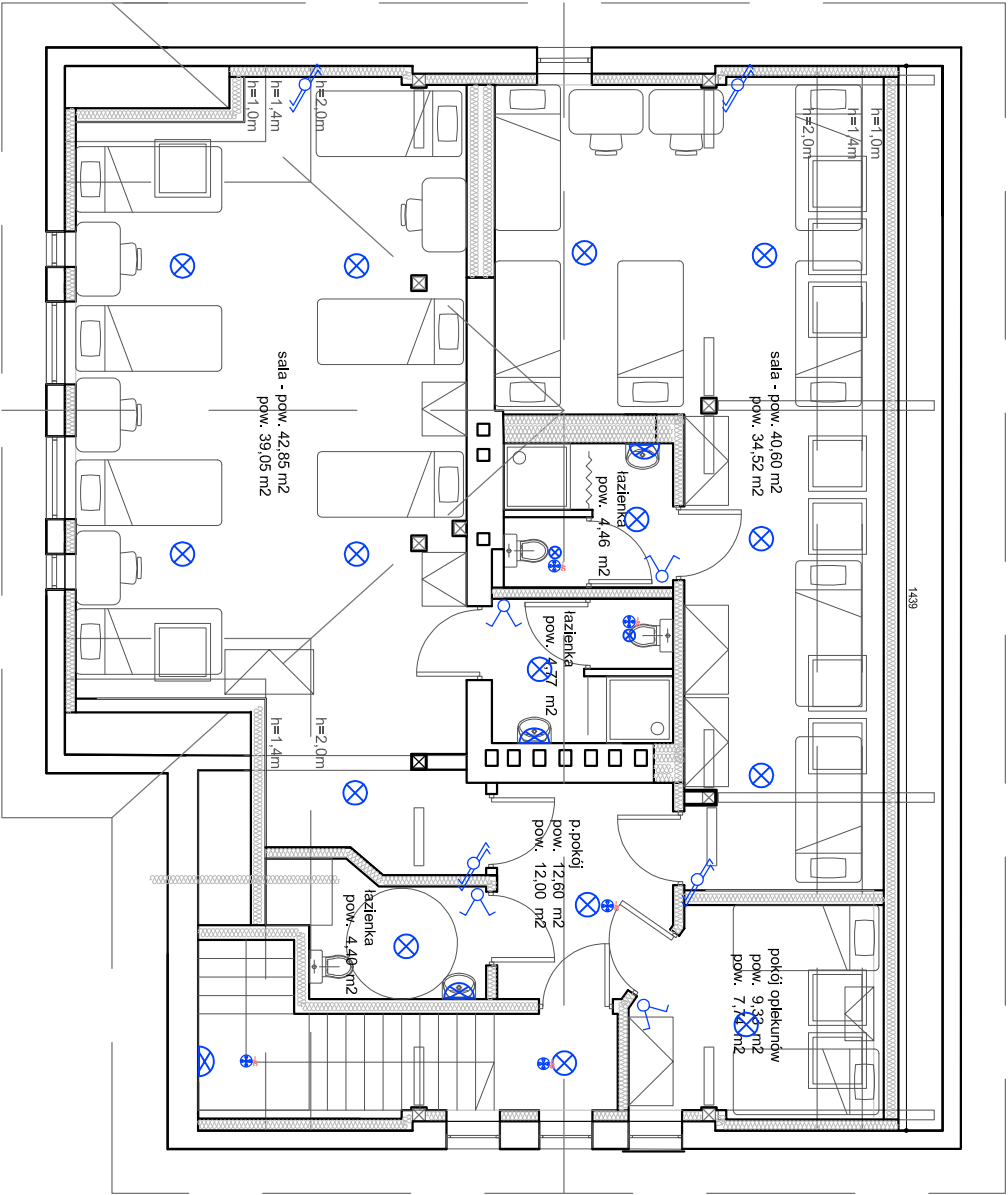 h=1,0m
h=1,4m
h=2,0m
h=1,0m
h=1,4m
h=2,0m
sala - pow. 42,85 m2
pow. 39,05 m2
sala - pow. 40,60 m2
pow. 34,52 m2
1439
łazienka
pow. 4,46 m2
łazienka
pow. 4,77 m2
h=2,0m
h=1,4m
p.pokój
pow. 12,60 m2
pow. 12,00 m2
łazienka
pow. 4,40 m2
pokój opiekunów
pow. 9,33 m2
pow. 7,74 m2